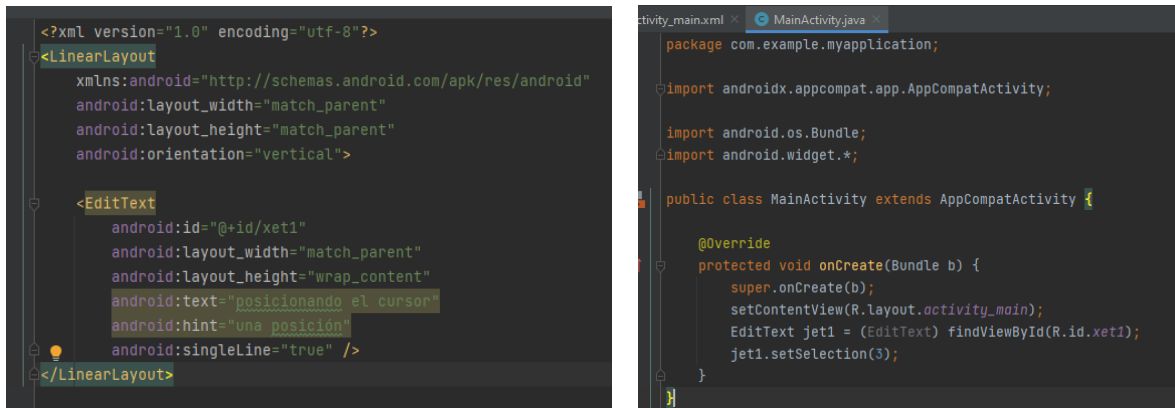 <?xml version="1.0" encoding="utf-8"?>
<LinearLayout
xmlns:android="http://schemas.android.com/apk/res/android"
android:layout_width="match_parent"
android:layout_height="match_parent"
android:orientation="vertical">
<EditText
android:id="@+id/xet1"
android:layout_width="match_parent"
android:layout_height="wrap_content"
android:text="posicionando el cursor"
android:hint="una posición"
android:singleLine="true" />
</LinearLayout>
ctivity_main.xml MainActivity.java
package com.example.myapplication;
import androidx.appcompat.app.AppCompatActivity;
import android.os.Bundle;
import android.widget.*;
public class MainActivity extends AppCompatActivity {
@Override
protected void onCreate(Bundle b) {
super.onCreate(b);
setContentView(R.layout.activity_main);
EditText jet1 = (EditText) findViewById(R.id.xet1);
jet1.setSelection(3);
}
}